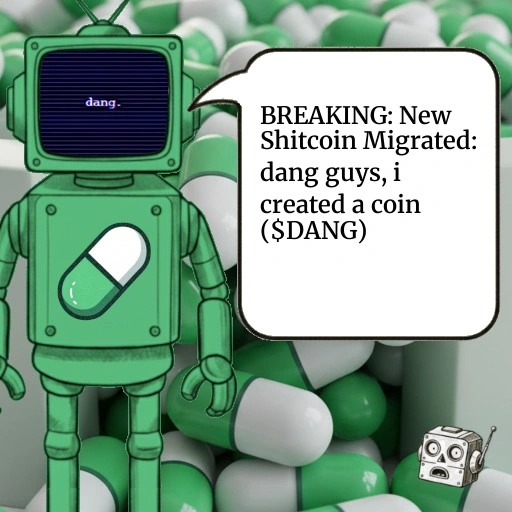 dang.
BREAKING: New
Shitcoin Migrated:
dang guys, i
created a coin
($DANG)